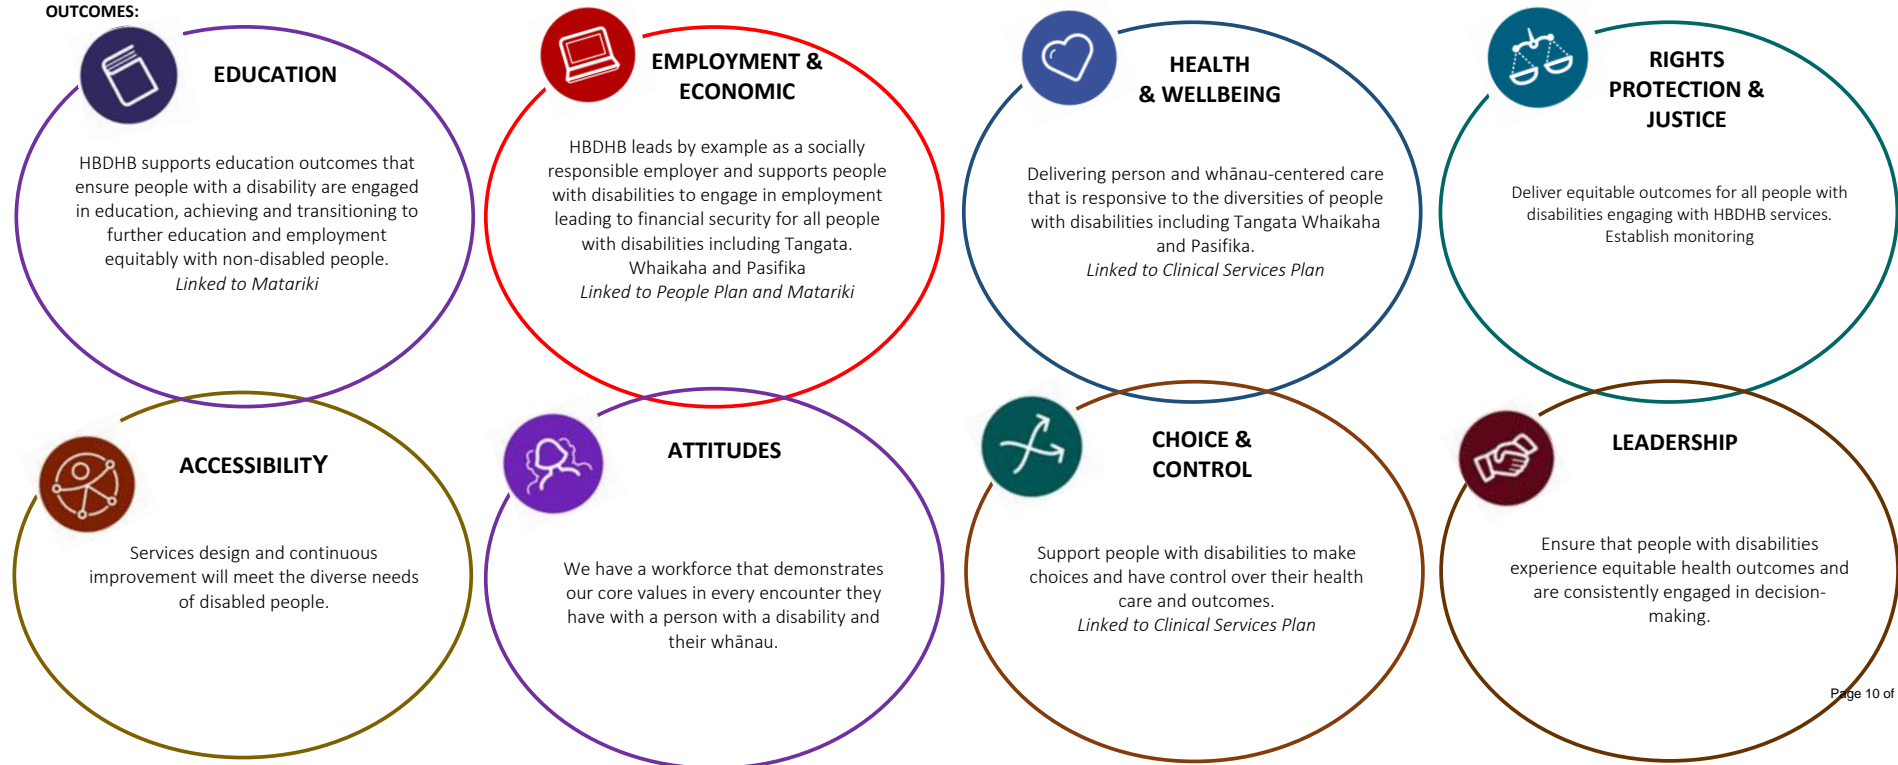 OUTCOMES:
EDUCATION
HBDHB supports education outcomes that
ensure people with a disability are engaged
in education, achieving and transitioning to
further education and employment
equitably with non-disabled people.
Linked to Matariki
EMPLOYMENT &
ECONOMIC
HBDHB leads by example as a socially
responsible employer and supports people
with disabilities to engage in employment
leading to financial security for all people
with disabilities including Tangata.
Whaikaha and Pasifika
Linked to People Plan and Matariki
HEALTH
& WELLBEING
Delivering person and whānau-centered care
that is responsive to the diversities of people
with disabilities including Tangata Whaikaha
and Pasifika.
Linked to Clinical Services Plan
RIGHTS
PROTECTION &
JUSTICE
Deliver equitable outcomes for all people with
disabilities engaging with HBDHB services.
Establish monitoring
ACCESSIBILITY
Services design and continuous
improvement will meet the diverse needs
of disabled people.
ATTITUDES
We have a workforce that demonstrates
our core values in every encounter they
have with a person with a disability and
their whānau.
CHOICE &
CONTROL
Support people with disabilities to make
choices and have control over their health
care and outcomes.
Linked to Clinical Services Plan
LEADERSHIP
Ensure that people with disabilities
experience equitable health outcomes and
are consistently engaged in decision-
making.
Page 10 of